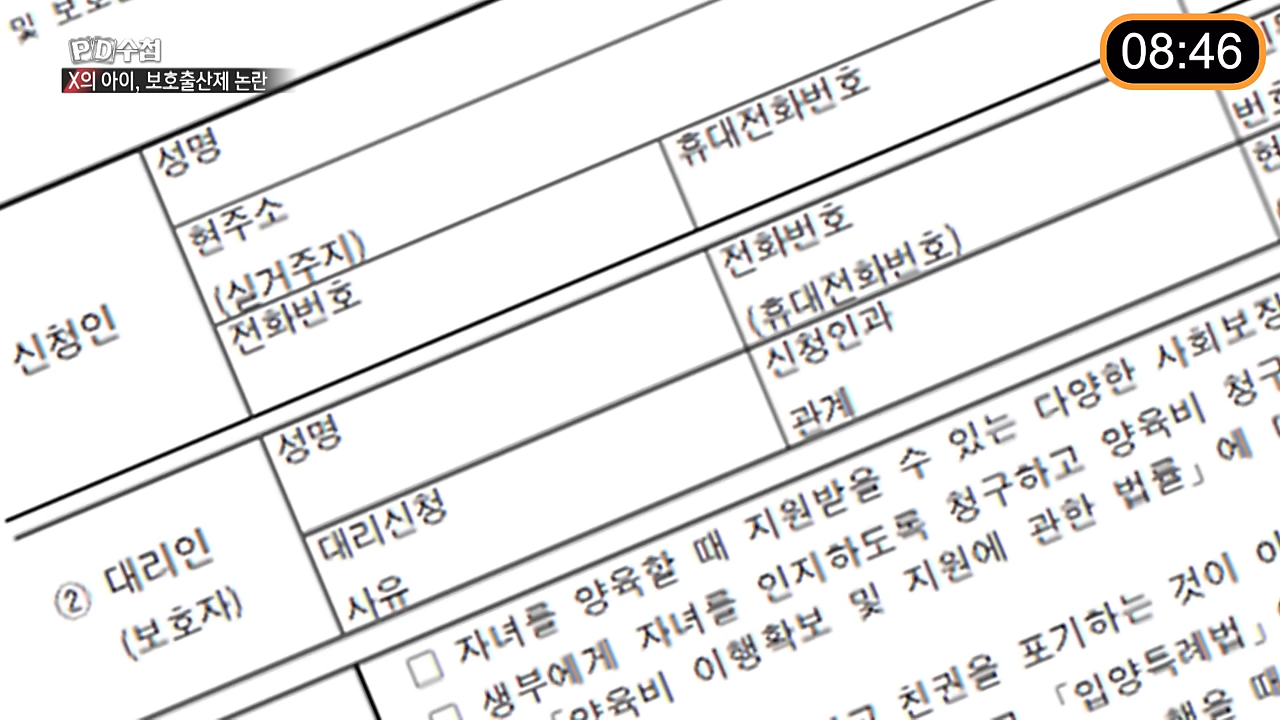 및 보호
PD수첩
X의 아이, 보호출산제 논란
08:46
신청인
성명
현주소
(실거주지)
전화번호
휴대전화번호
번호
② 대리인
(보호자)
성명
대리신청
사유
전화번호
(휴대전화번호)
신청인과
관계
□ 자녀를 양육할 때 지원받을 수 있는 다양한 사회보장
□ 생부에게 자녀를 인지하도록 청구하고 양육비 청구
「양육비 이행확보 및 지원에 관한 법률」에
친권을 포기하는 것이
「입양특례법」